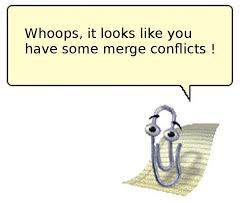 Whoops, it looks like you
have some merge conflicts !